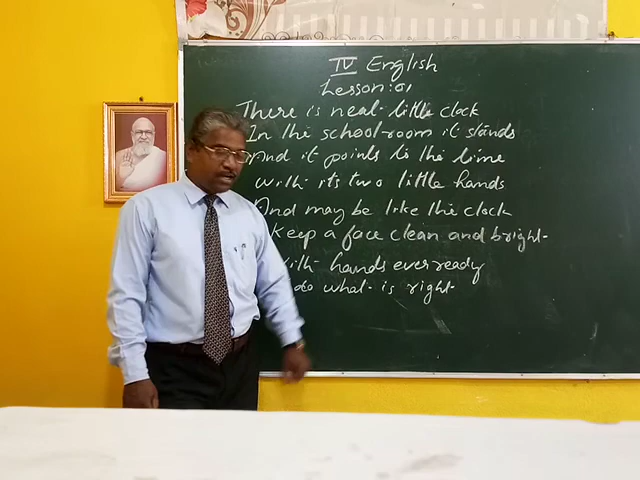 IV English
Lesson: 01
There is neat little clock
In the school-room it stands
And it points to the time
with its two little hands
And may be like the clock
keep a face clean and bright
with hands ever ready
do what is right